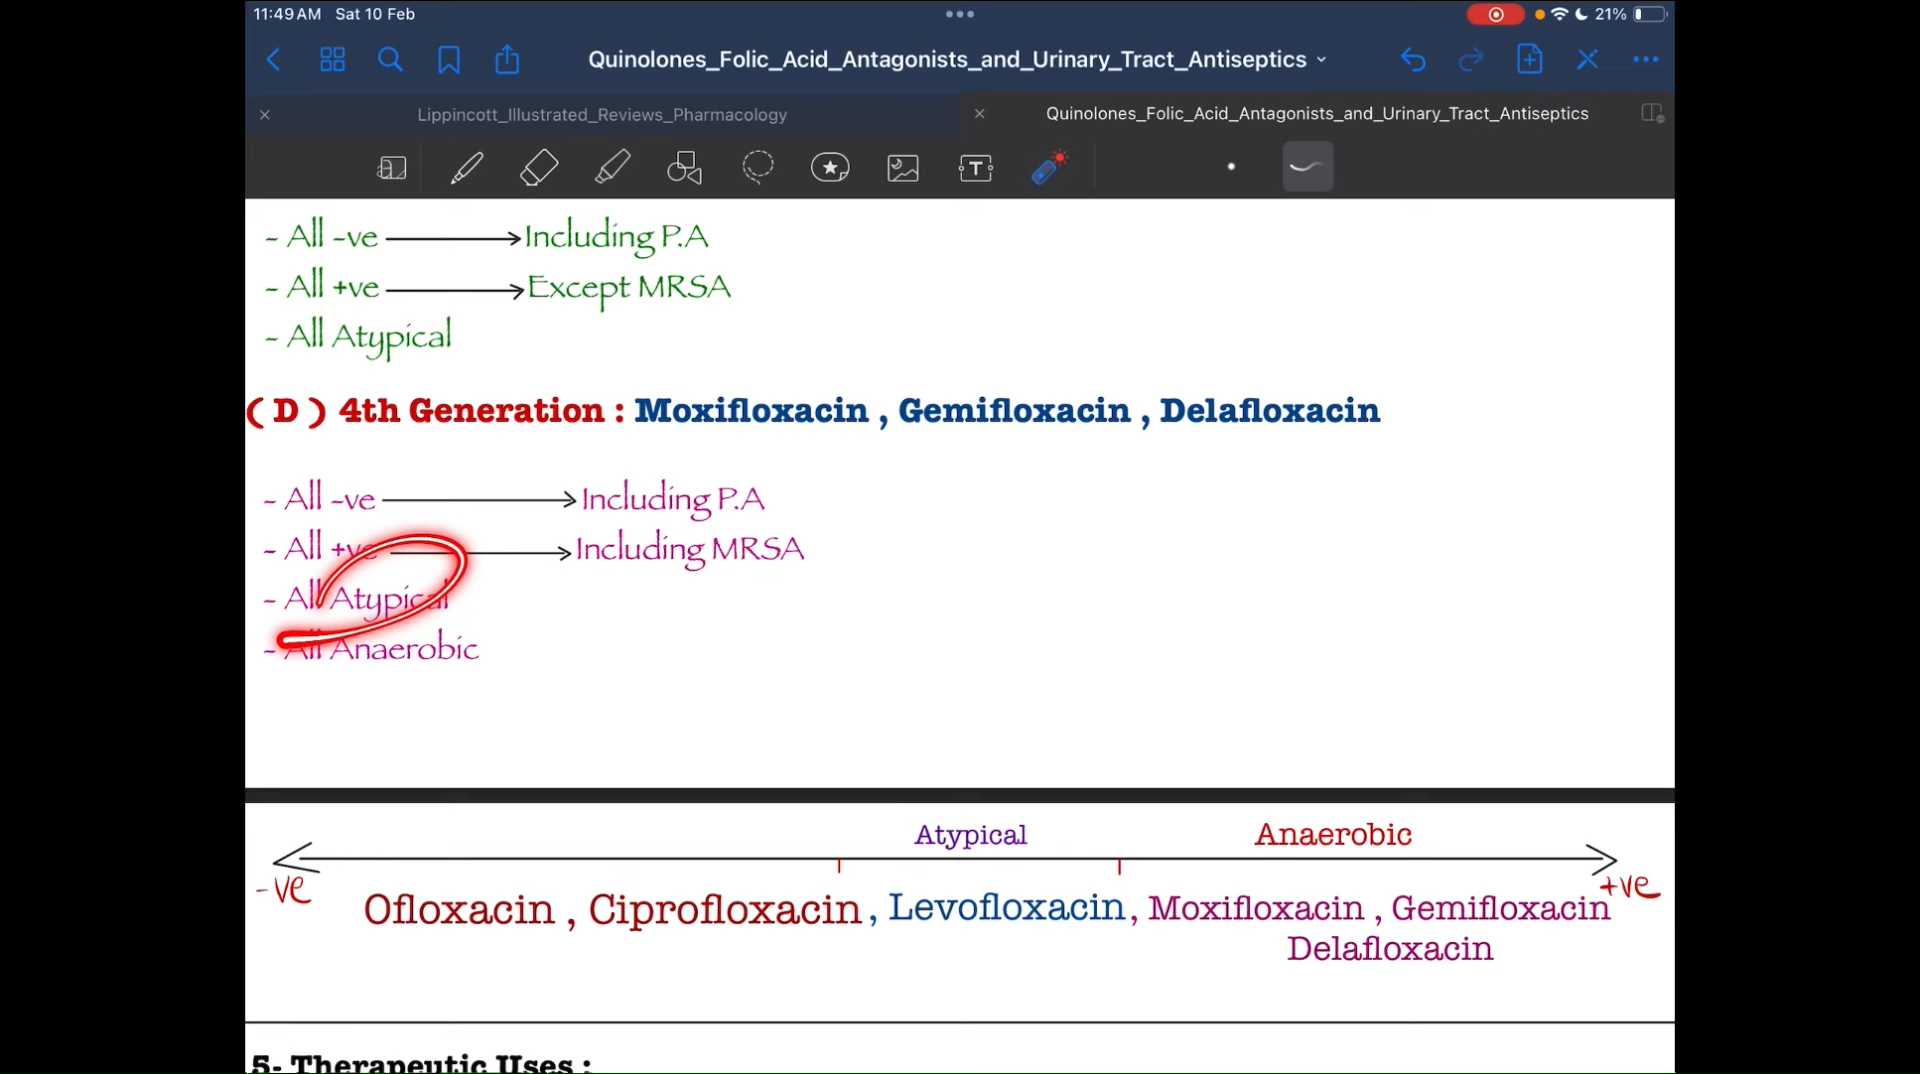 11:49 AM Sat 10 Feb
21%
Quinolones_Folic_Acid_Antagonists_and_Urinary_Tract_Antiseptics
Lippincott_Illustrated_Reviews_Pharmacology
Quinolones_Folic_Acid_Antagonists_and_Urinary_Tract_Antiseptics
- All -ve → Including P.A
- All +ve → Except MRSA
- All Atypical
( D ) 4th Generation : Moxifloxacin , Gemifloxacin , Delafloxacin
- All -ve → Including P.A
- All +ve → Including MRSA
- All Atypical
- All Anaerobic
Atypical Anaerobic
-ve +ve
Ofloxacin , Ciprofloxacin , Levofloxacin , Moxifloxacin , Gemifloxacin
Delafloxacin
5- Therapeutic Uses :